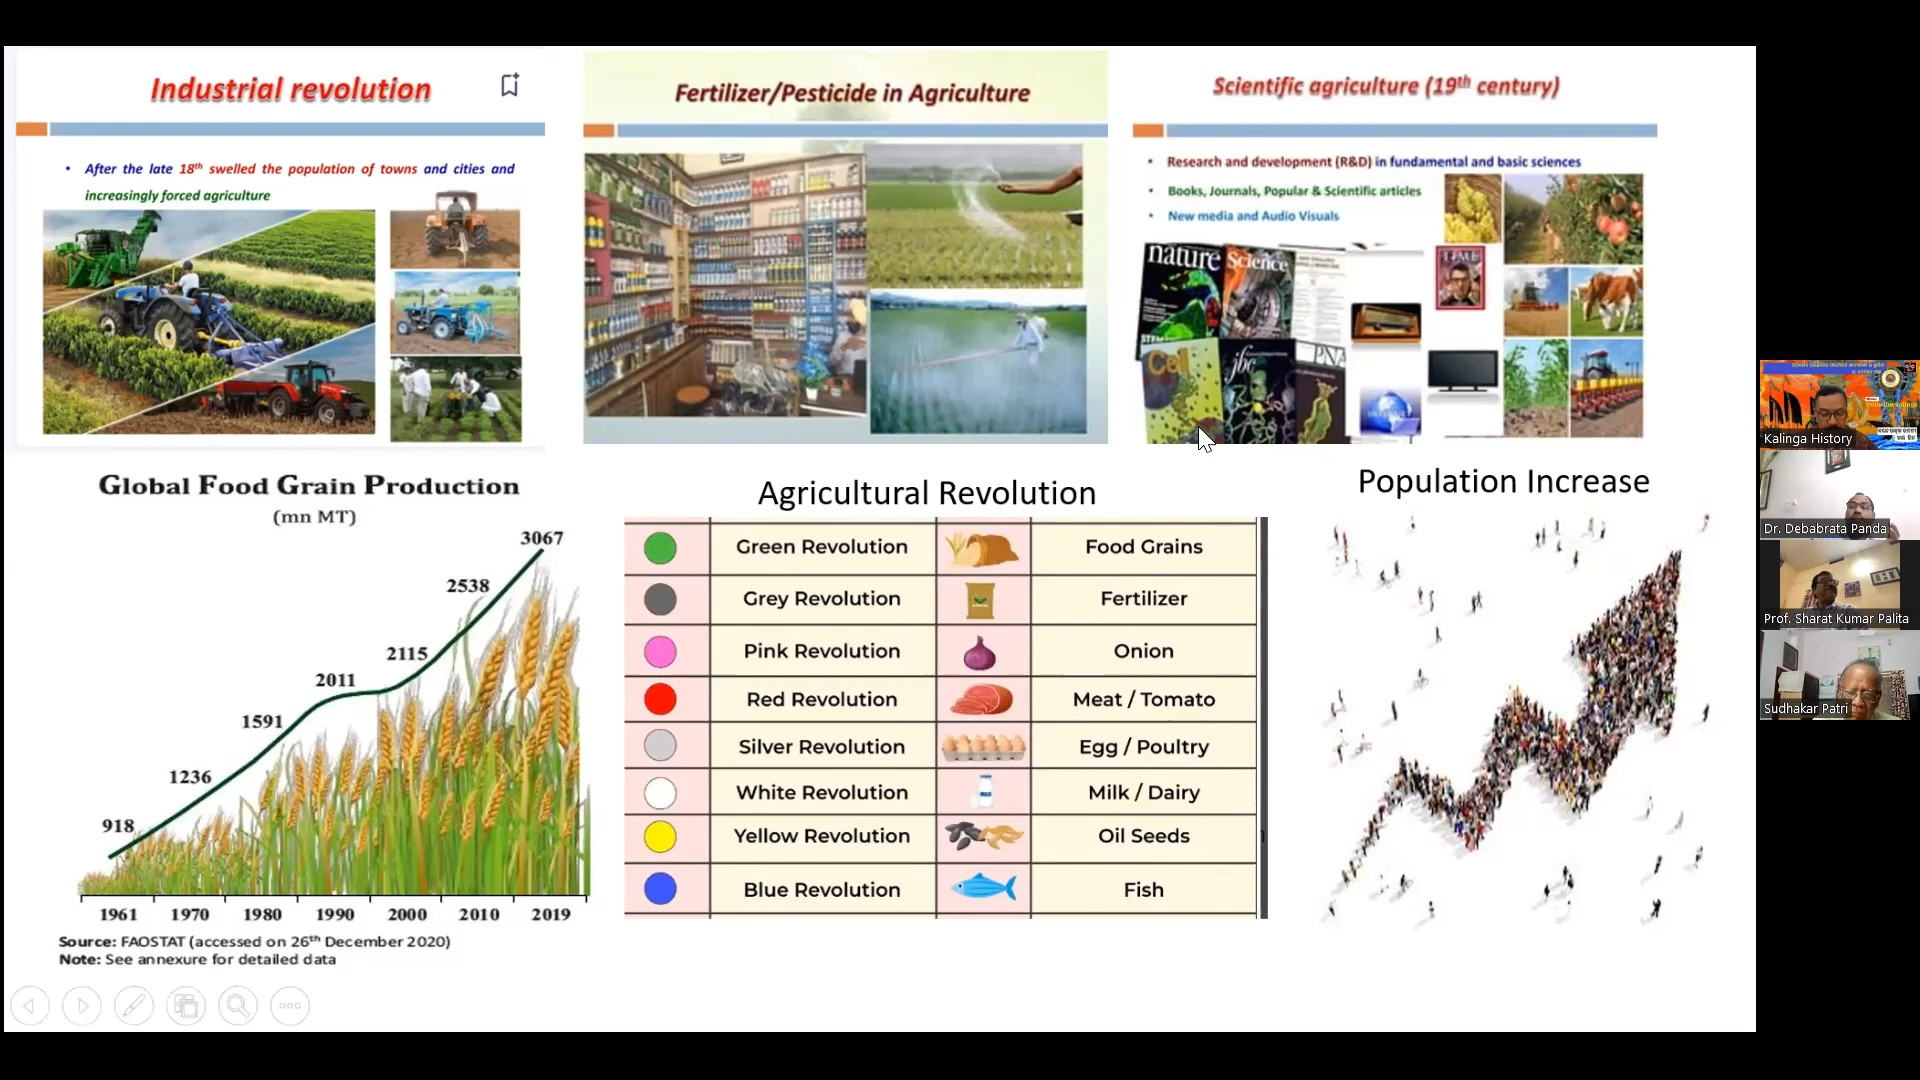 Industrial revolution
• After the late 18th swelled the population of towns and cities and
increasingly forced agriculture
Fertilizer/Pesticide in Agriculture
Scientific agriculture (19th century)
• Research and development (R&D) in fundamental and basic sciences
• Books, Journals, Popular & Scientific articles
• New media and Audio Visuals
nature
Science
Cell
jbc
PNA
TIME
INTERNET
Global Food Grain Production
(mn MT)
918
1236
1591
2011
2115
2538
3067
1961 1970 1980 1990 2000 2010 2019
Source: FAOSTAT (accessed on 26th December 2020)
Note: See annexure for detailed data
Agricultural Revolution
Green Revolution Food Grains
Grey Revolution Fertilizer
Pink Revolution Onion
Red Revolution Meat / Tomato
Silver Revolution Egg / Poultry
White Revolution Milk / Dairy
Yellow Revolution Oil Seeds
Blue Revolution Fish
Population Increase
Kalinga History
Dr. Debabrata Panda
Prof. Sharat Kumar Palita
Sudhakar Patri